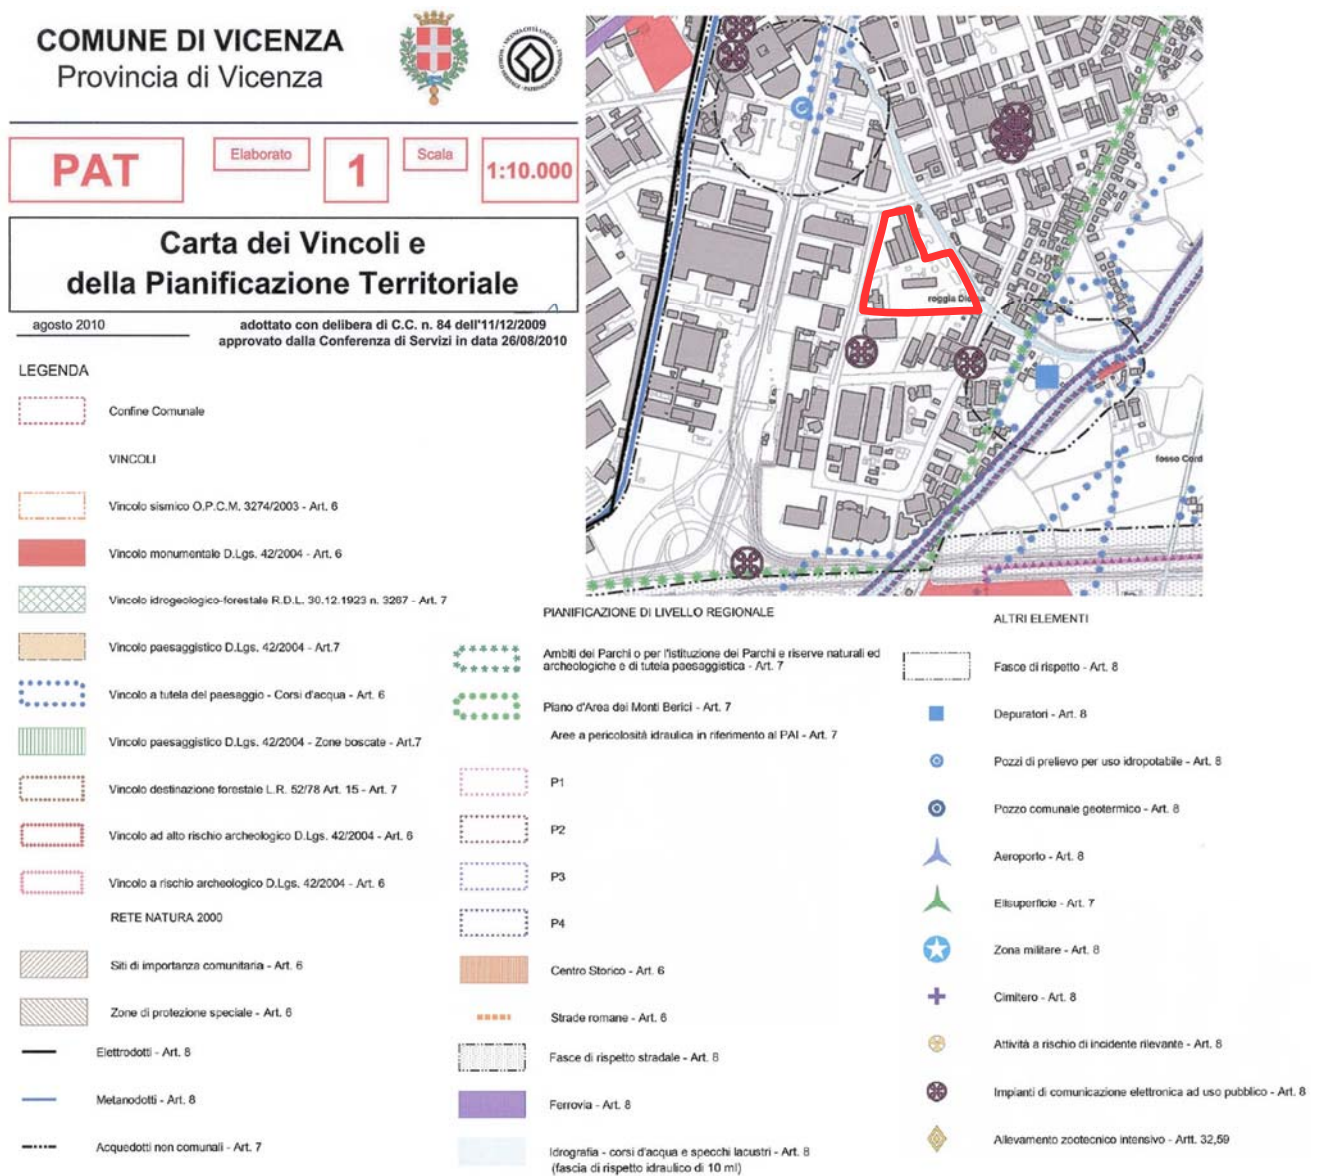 COMUNE DI VICENZA
Provincia di Vicenza
PAT
Elaborato
1
Scala
1:10.000
Carta dei Vincoli e
della Pianificazione Territoriale
agosto 2010
adottato con delibera di C.C. n. 84 dell'11/12/2009
approvato dalla Conferenza di Servizi in data 26/08/2010
LEGENDA
Confine Comunale
VINCOLI
Vincolo sismico O.P.C.M. 3274/2003 - Art. 6
Vincolo monumentale D.Lgs. 42/2004 - Art. 6
Vincolo idrogeologico-forestale R.D.L. 30.12.1923 n. 3267 - Art. 7
Vincolo paesaggistico D.Lgs. 42/2004 - Art.7
Vincolo a tutela del paesaggio - Corsi d'acqua - Art. 6
Vincolo paesaggistico D.Lgs. 42/2004 - Zone boscate - Art.7
Vincolo destinazione forestale L.R. 52/78 Art. 15 - Art. 7
Vincolo ad alto rischio archeologico D.Lgs. 42/2004 - Art. 6
Vincolo a rischio archeologico D.Lgs. 42/2004 - Art. 6
RETE NATURA 2000
Siti di importanza comunitaria - Art. 6
Zone di protezione speciale - Art. 6
Elettrodotti - Art. 8
Metanodotti - Art. 8
Acquedotti non comunali - Art. 7
roggia
fosso Cord
PIANIFICAZIONE DI LIVELLO REGIONALE
Ambiti dei Parchi o per l'istituzione dei Parchi e riserve naturali ed
archeologiche e di tutela paesaggistica - Art. 7
Piano d'Area dei Monti Berici - Art. 7
Aree a pericolosità idraulica in riferimento al PAI - Art. 7
P1
P2
P3
P4
Centro Storico - Art. 6
Strade romane - Art. 6
Fasce di rispetto stradale - Art. 8
Ferrovia - Art. 8
Idrografia - corsi d'acqua e specchi lacustri - Art. 8
(fascia di rispetto idraulico di 10 ml)
ALTRI ELEMENTI
Fasce di rispetto - Art. 8
Depuratori - Art. 8
Pozzi di prelievo per uso idropotabile - Art. 8
Pozzo comunale geotermico - Art. 8
Aeroporto - Art. 8
Elisuperficie - Art. 7
Zona militare - Art. 8
Cimitero - Art. 8
Attività a rischio di incidente rilevante - Art. 8
Impianti di comunicazione elettronica ad uso pubblico - Art. 8
Allevamento zootecnico intensivo - Artt. 32,59